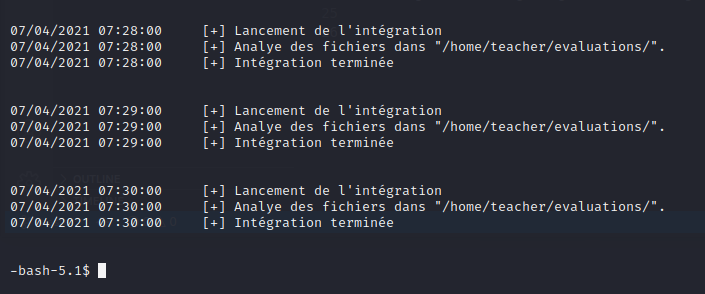 07/04/2021 07:28:00 [+] Lancement de l'intégration
07/04/2021 07:28:00 [+] Analye des fichiers dans "/home/teacher/evaluations/".
07/04/2021 07:28:00 [+] Intégration terminée
07/04/2021 07:29:00 [+] Lancement de l'intégration
07/04/2021 07:29:00 [+] Analye des fichiers dans "/home/teacher/evaluations/".
07/04/2021 07:29:00 [+] Intégration terminée
07/04/2021 07:30:00 [+] Lancement de l'intégration
07/04/2021 07:30:00 [+] Analye des fichiers dans "/home/teacher/evaluations/".
07/04/2021 07:30:00 [+] Intégration terminée
-bash-5.1$